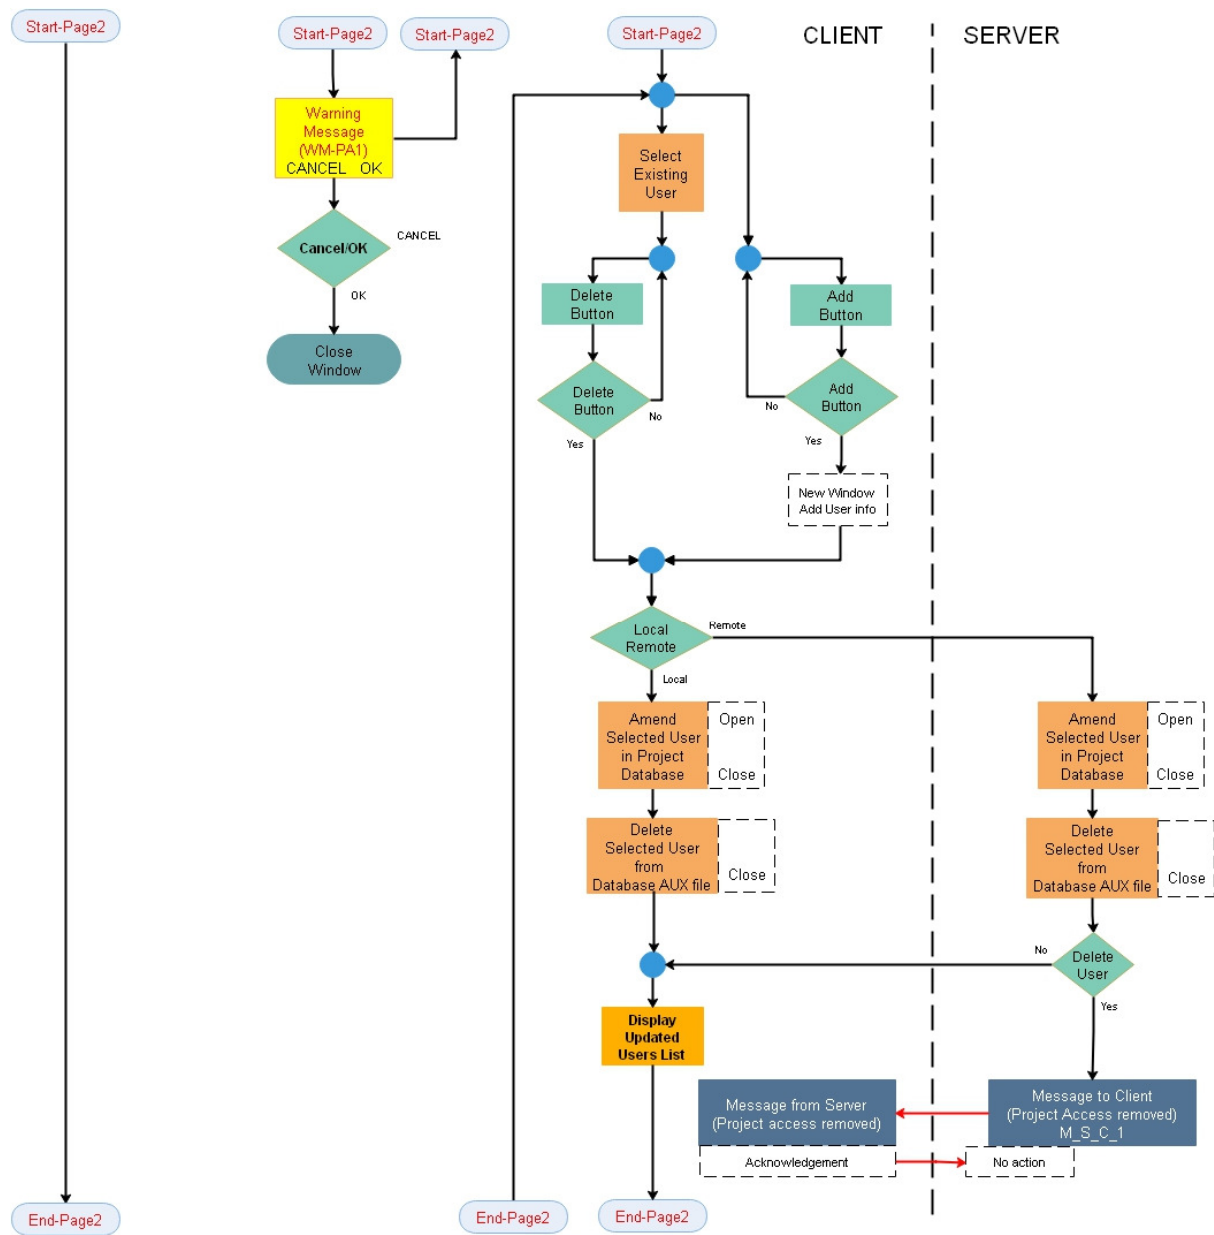 Start-Page2
Start-Page2
Start-Page2
Start-Page2
CLIENT
SERVER
Warning
Message
(WM-PA1)
CANCEL OK
Cancel/OK
CANCEL
OK
Close
Window
Select
Existing
User
Delete
Button
Add
Button
Delete
Button
No
Yes
Add
Button
No
Yes
New Window
Add User info
Local
Remote
Remote
Local
Amend
Selected User
in Project
Database
Open
Close
Amend
Selected User
in Project
Database
Open
Close
Delete
Selected User
from
Database AUX file
Close
Delete
Selected User
from
Database AUX file
Close
Delete
User
No
Yes
Display
Updated
Users List
Message from Server
(Project access removed)
Message to Client
(Project Access removed)
M_S_C_1
Acknowledgement
No action
End-Page2
End-Page2
End-Page2